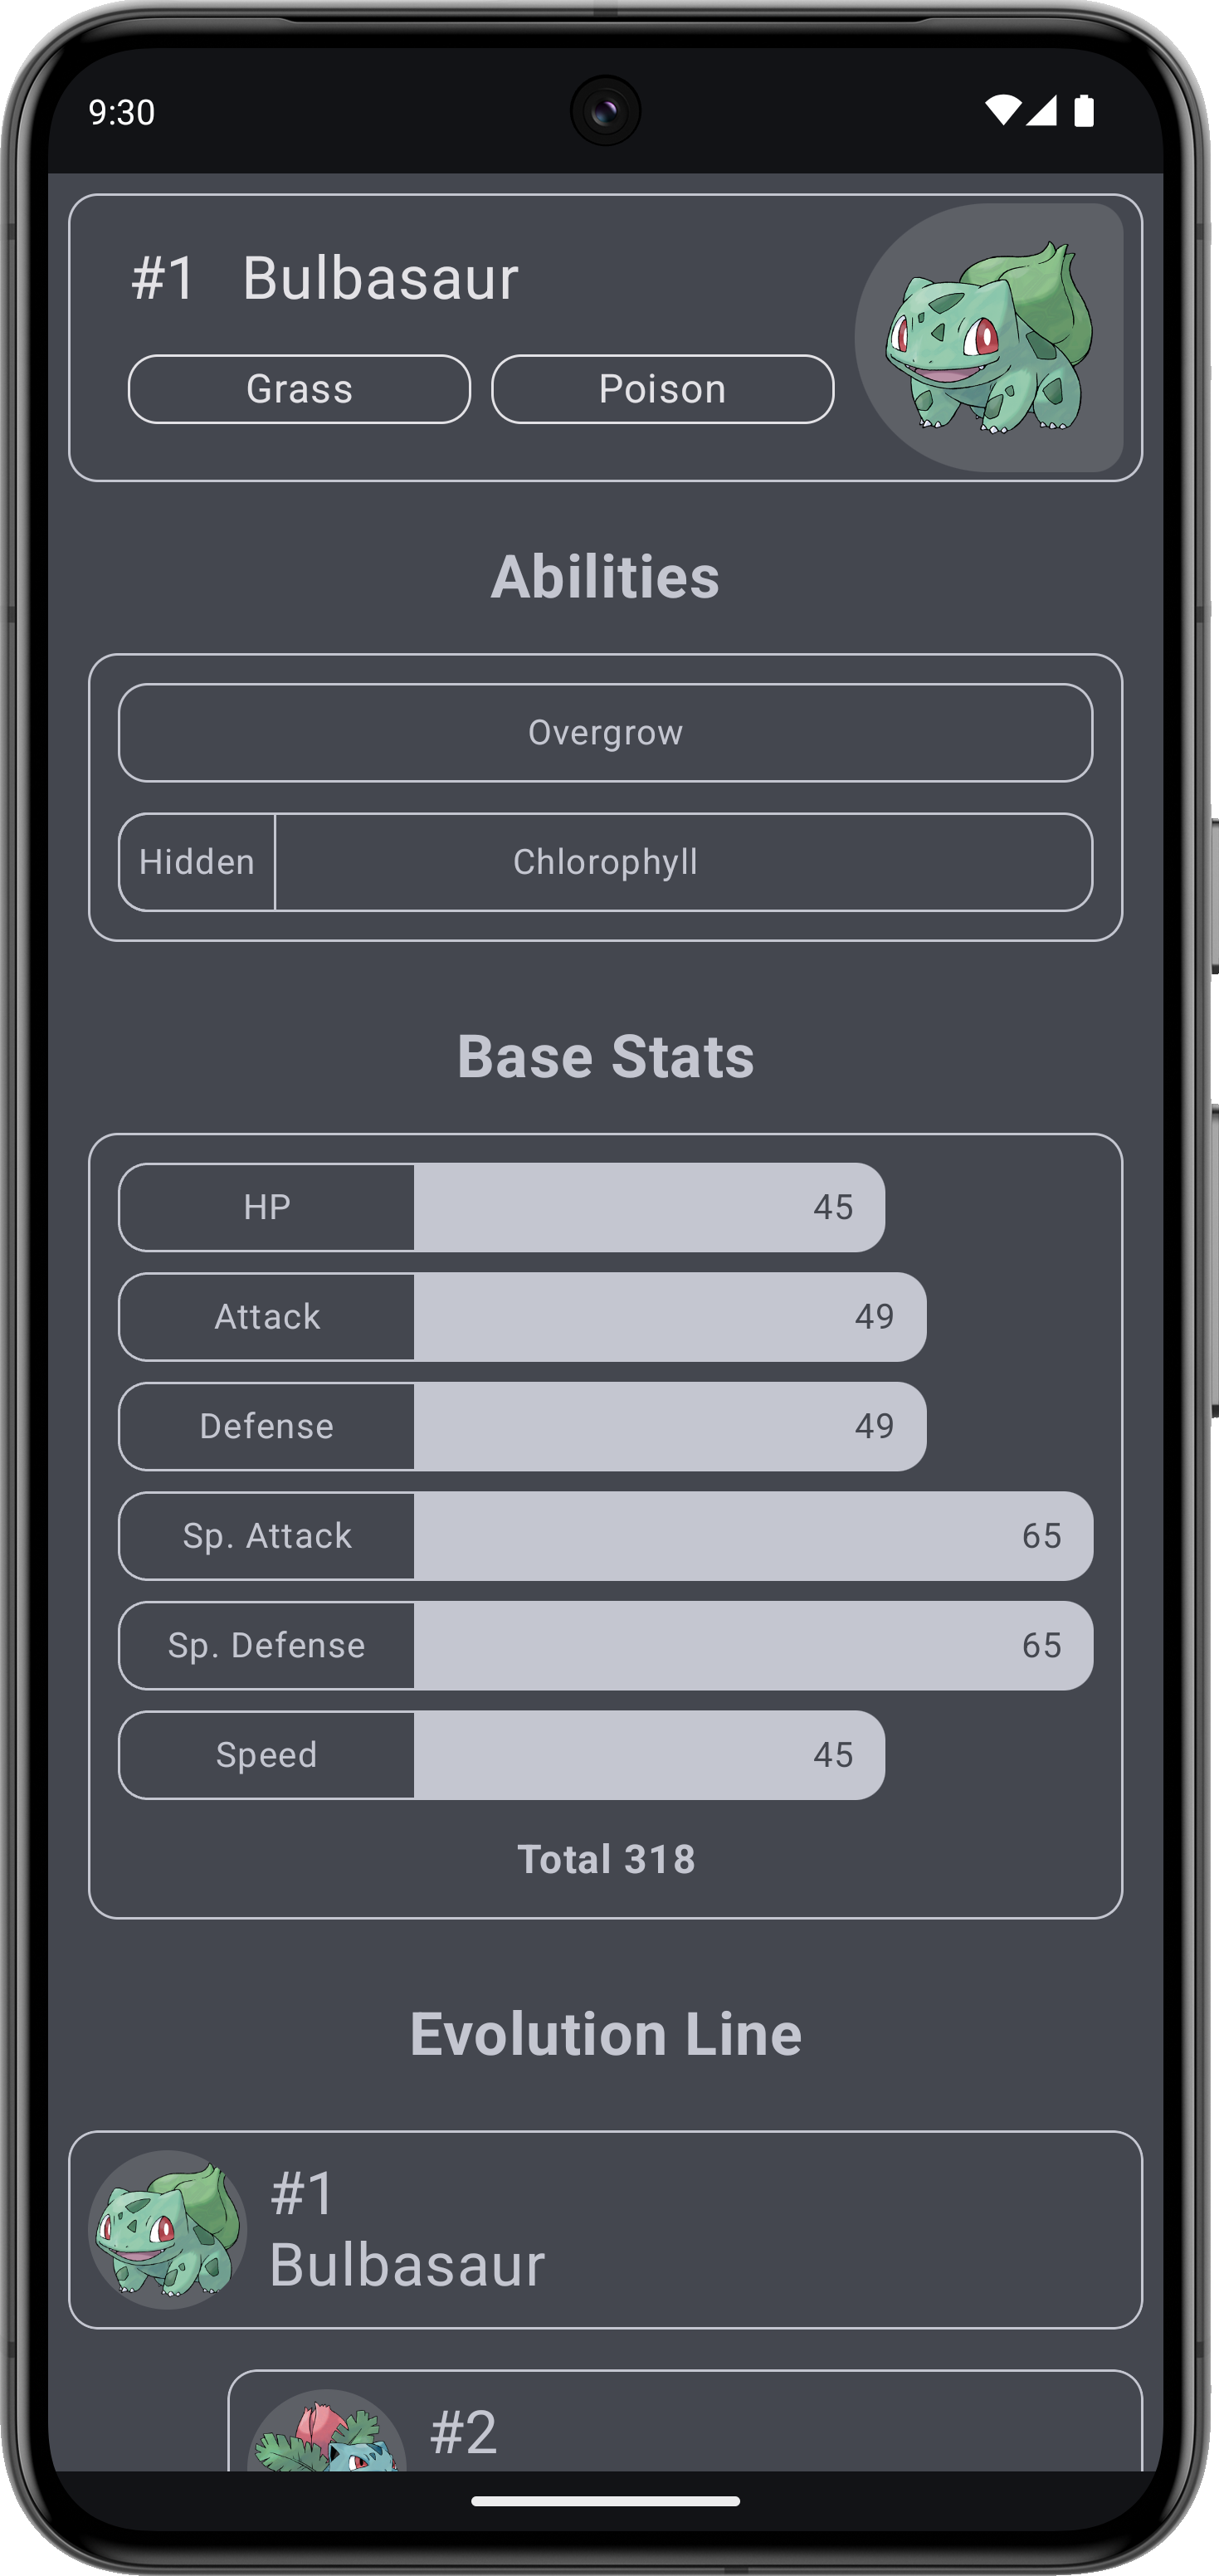 9:30
#1 Bulbasaur
Grass Poison
Abilities
Overgrow
Hidden Chlorophyll
Base Stats
HP 45
Attack 49
Defense 49
Sp. Attack 65
Sp. Defense 65
Speed 45
Total 318
Evolution Line
#1
Bulbasaur
#2